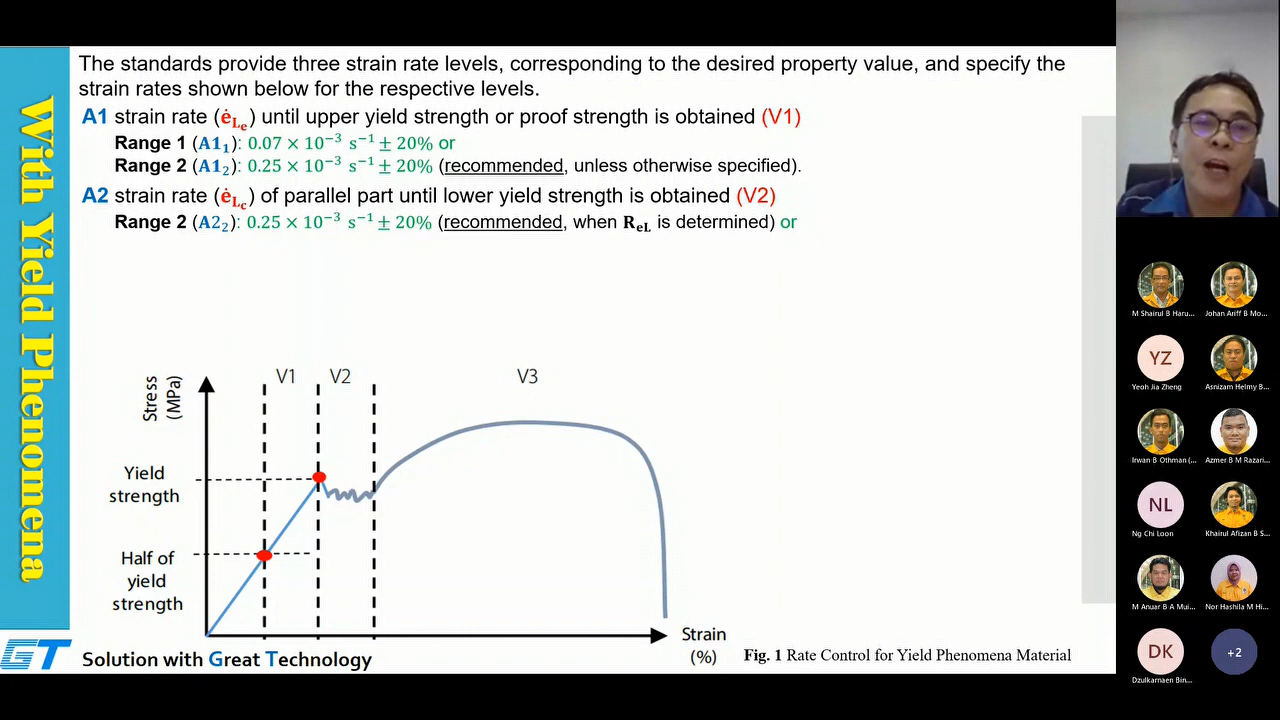 The standards provide three strain rate levels, corresponding to the desired property value, and specify the
strain rates shown below for the respective levels.
A1 strain rate (ė_Le) until upper yield strength or proof strength is obtained (V1)
Range 1 (A1₁): 0.07 × 10⁻³ s⁻¹ ± 20% or
Range 2 (A1₂): 0.25 × 10⁻³ s⁻¹ ± 20% (recommended, unless otherwise specified).
A2 strain rate (ė_Lc) of parallel part until lower yield strength is obtained (V2)
Range 2 (A2₂): 0.25 × 10⁻³ s⁻¹ ± 20% (recommended, when R_eL is determined) or
With Yield Phenomena
V1
V2
V3
Stress
(MPa)
Yield
strength
Half of
yield
strength
Strain
(%)
Fig. 1 Rate Control for Yield Phenomena Material
GT
Solution with Great Technology
M Shairul B Haru...
Johan Ariff B Mo...
YZ
Yeoh Jia Zheng
Asnizam Helmy B...
Irwan B Othman (...
Azmer B M Razari...
NL
Ng Chi Loon
Khairul Afizan B S...
M Anuar B A Mui...
Nor Hashila M Hi...
DK
Dzulkarnaen Bin...
+2